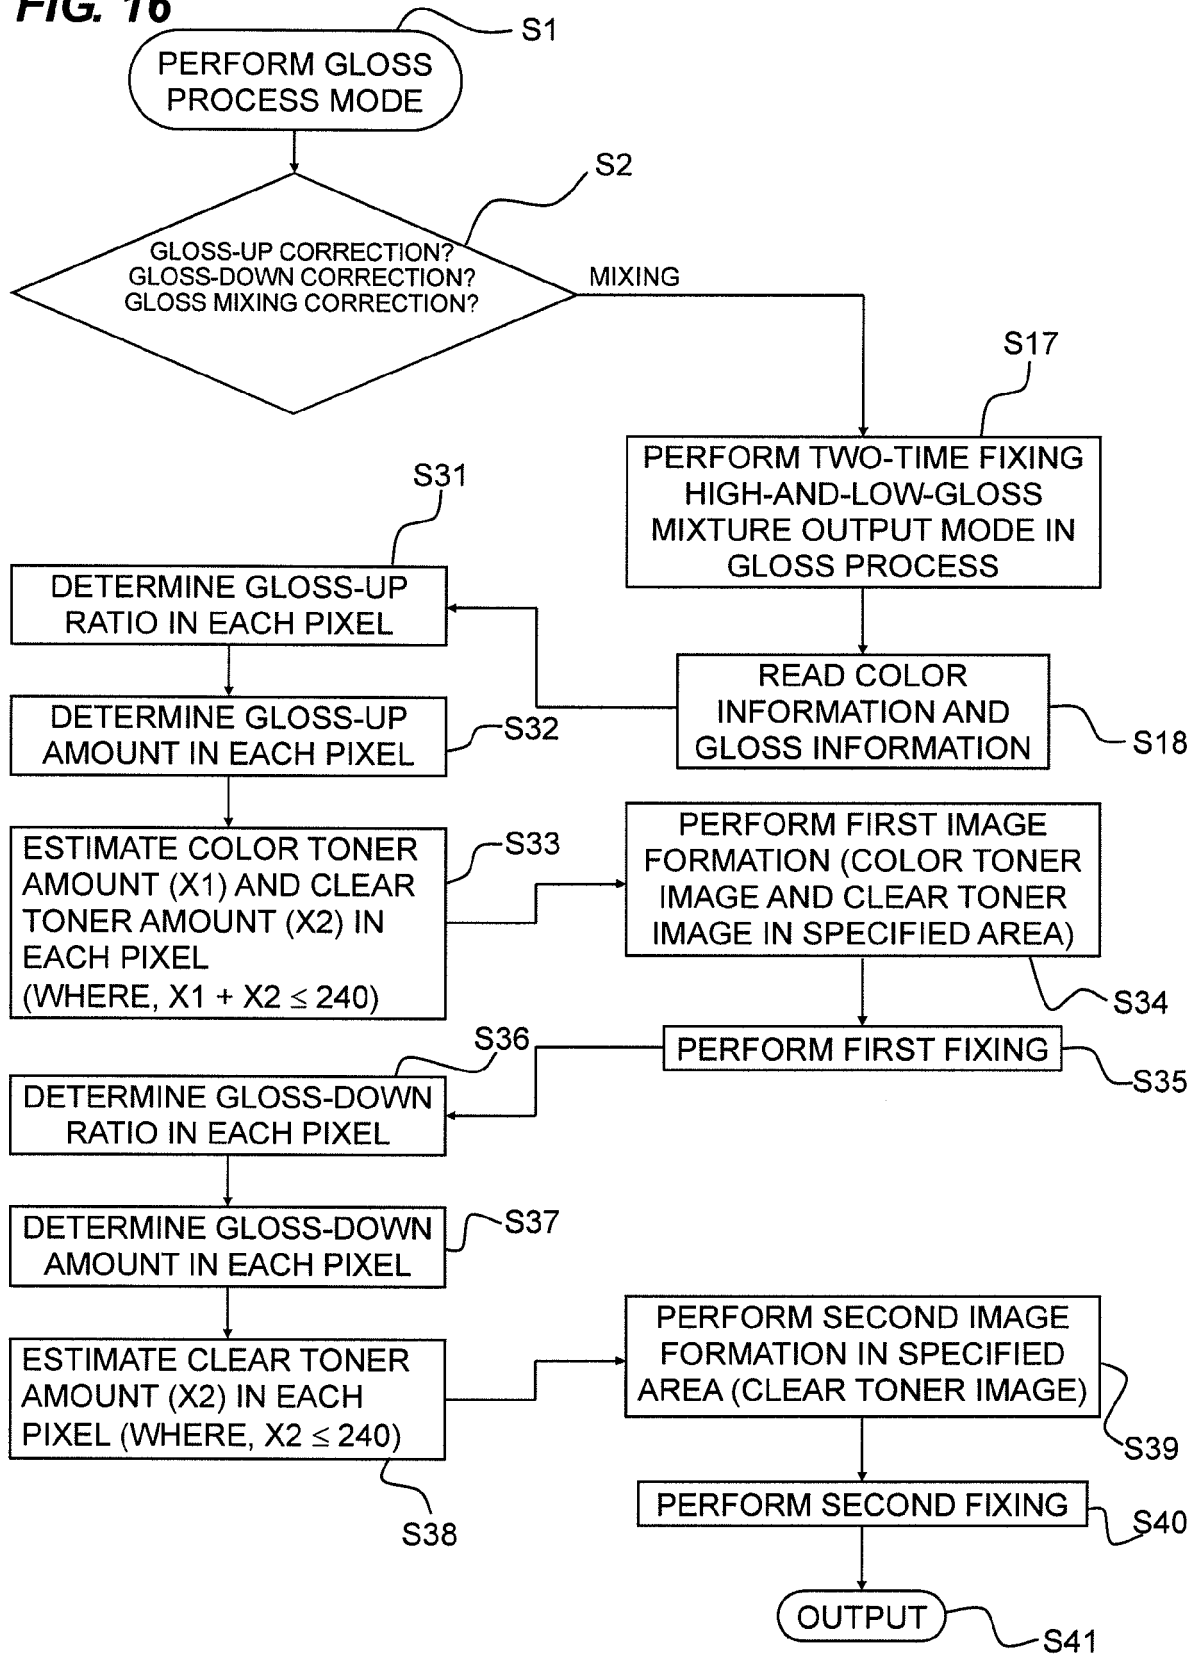 FIG. 16
S1
PERFORM GLOSS
PROCESS MODE
S2
GLOSS-UP CORRECTION?
GLOSS-DOWN CORRECTION?
GLOSS MIXING CORRECTION?
MIXING
S17
PERFORM TWO-TIME FIXING
HIGH-AND-LOW-GLOSS
MIXTURE OUTPUT MODE IN
GLOSS PROCESS
READ COLOR
INFORMATION AND
GLOSS INFORMATION
S18
S31
DETERMINE GLOSS-UP
RATIO IN EACH PIXEL
DETERMINE GLOSS-UP
AMOUNT IN EACH PIXEL
S32
ESTIMATE COLOR TONER
AMOUNT (X1) AND CLEAR
TONER AMOUNT (X2) IN
EACH PIXEL
(WHERE, X1 + X2 ≤ 240)
S33
PERFORM FIRST IMAGE
FORMATION (COLOR TONER
IMAGE AND CLEAR TONER
IMAGE IN SPECIFIED AREA)
S34
PERFORM FIRST FIXING
S35
S36
DETERMINE GLOSS-DOWN
RATIO IN EACH PIXEL
DETERMINE GLOSS-DOWN
AMOUNT IN EACH PIXEL
S37
ESTIMATE CLEAR TONER
AMOUNT (X2) IN EACH
PIXEL (WHERE, X2 ≤ 240)
S38
PERFORM SECOND IMAGE
FORMATION IN SPECIFIED
AREA (CLEAR TONER IMAGE)
S39
PERFORM SECOND FIXING
S40
OUTPUT
S41